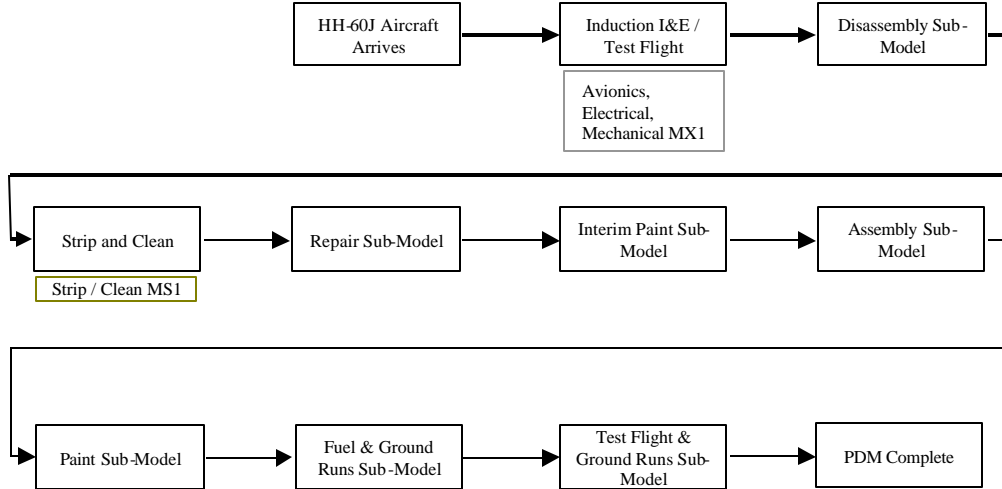 HH-60J Aircraft
Arrives
Induction I&E /
Test Flight
Disassembly Sub-
Model
Avionics,
Electrical,
Mechanical MX1
Strip and Clean
Repair Sub-Model
Interim Paint Sub-
Model
Assembly Sub-
Model
Strip / Clean MS1
Paint Sub-Model
Fuel & Ground
Runs Sub-Model
Test Flight &
Ground Runs Sub-
Model
PDM Complete